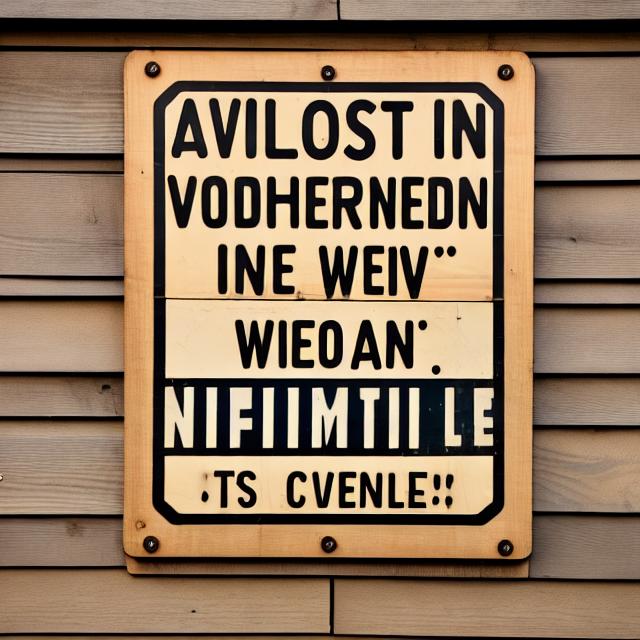 AVILOST IN
VODHERNEDN
INE WEIV"
WIEOAN'.
NIFIIMTII LE
.TS CVENLE!!